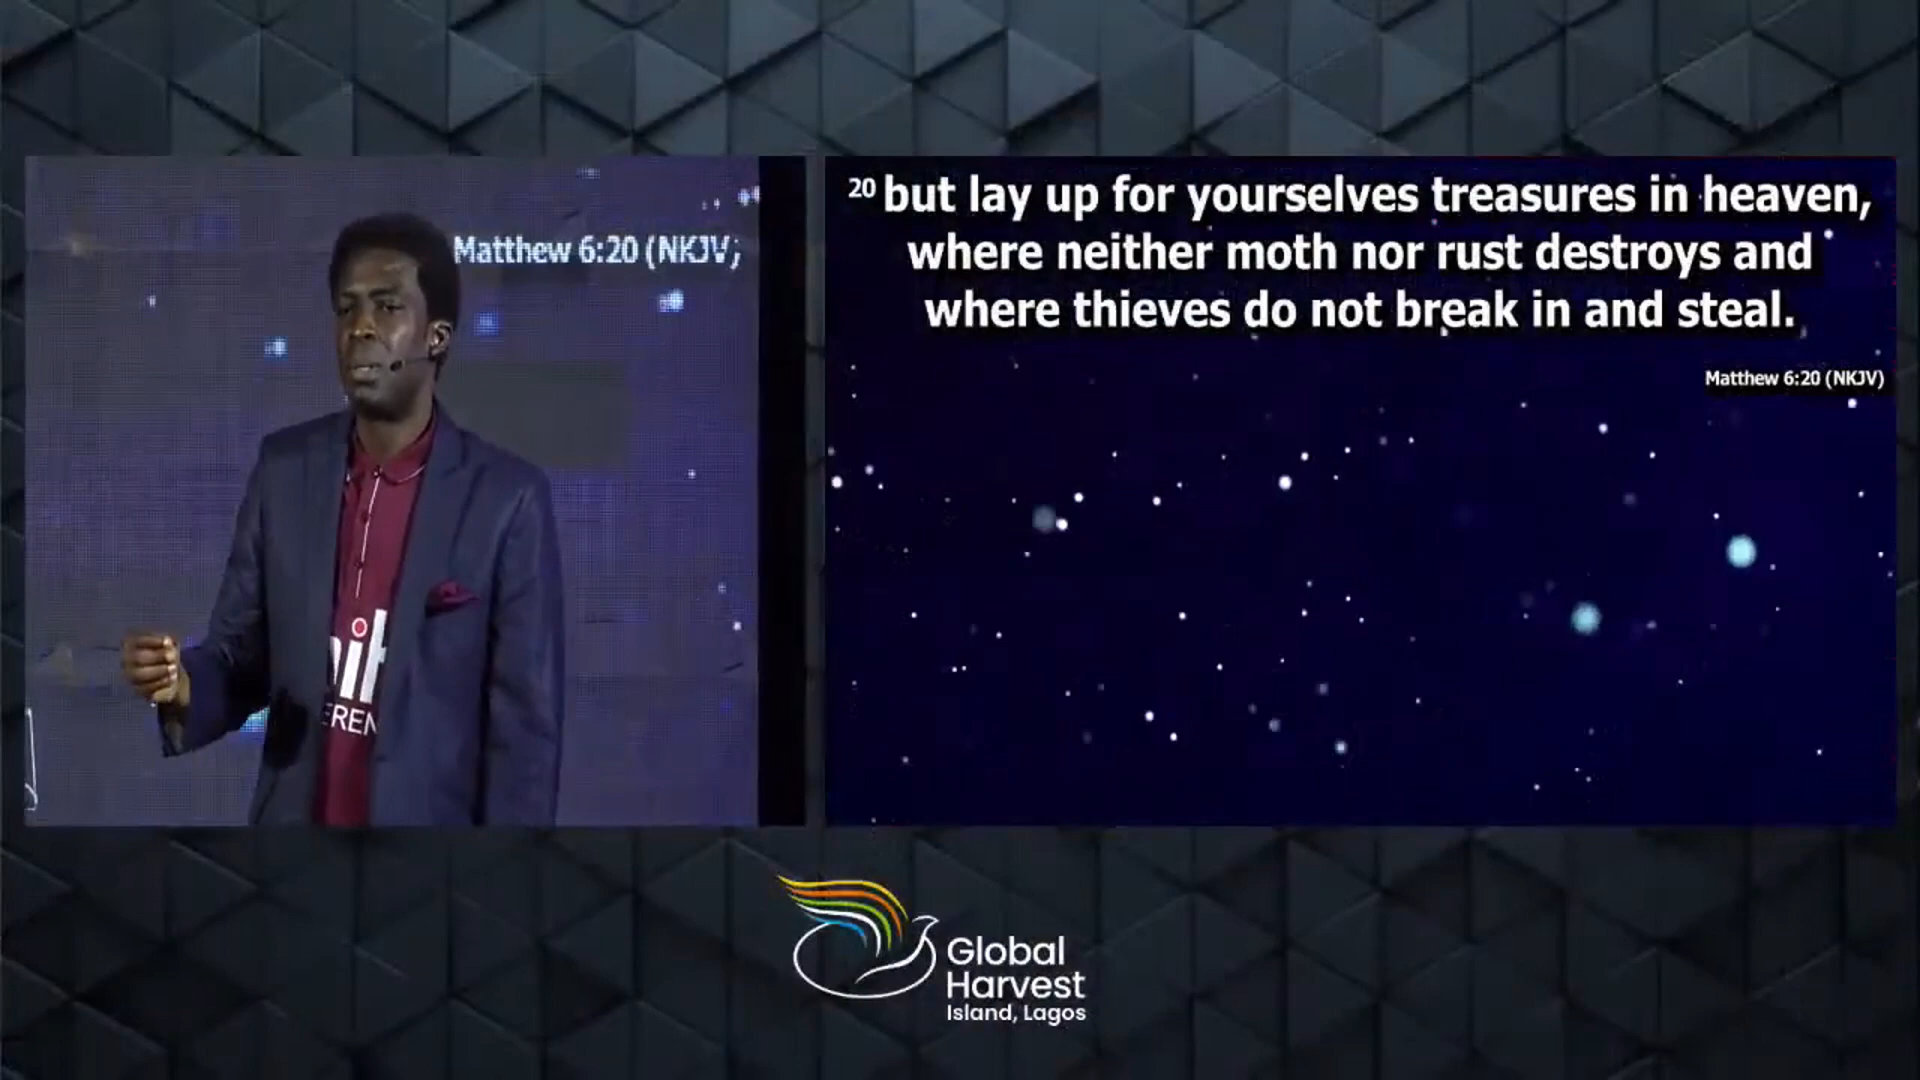 Matthew 6:20 (NKJV)
20 but lay up for yourselves treasures in heaven,
where neither moth nor rust destroys and
where thieves do not break in and steal.
Matthew 6:20 (NKJV)
Global
Harvest
Island, Lagos